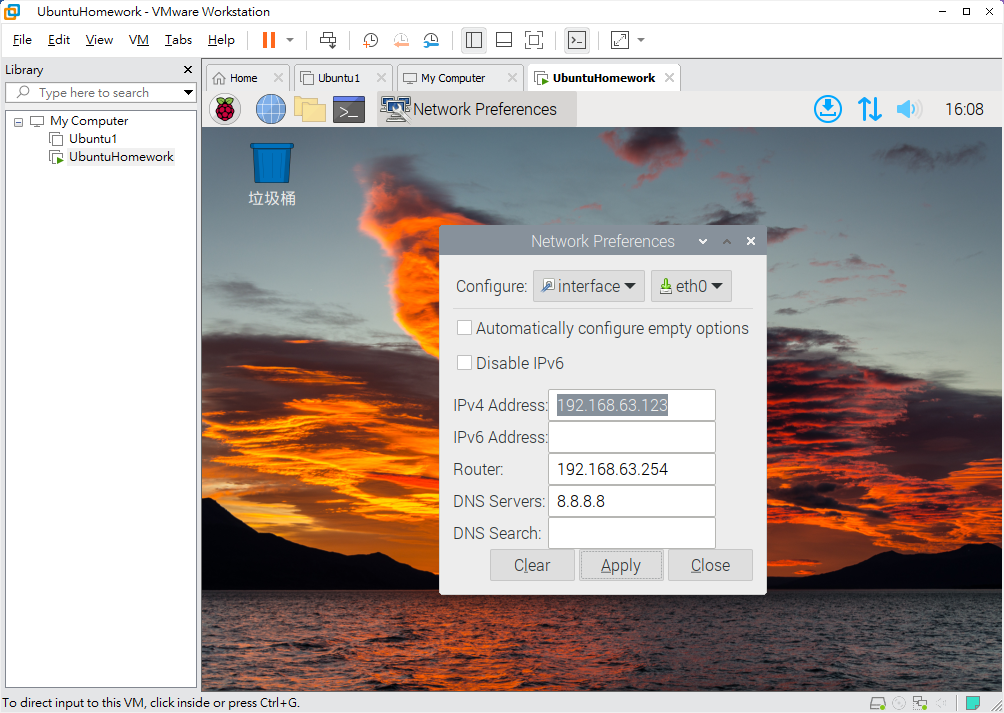 UbuntuHomework - VMware Workstation
File Edit View VM Tabs Help
Library
Type here to search
My Computer
Ubuntu1
UbuntuHomework
Home Ubuntu1 My Computer UbuntuHomework
Network Preferences 16:08
垃圾桶
Network Preferences
Configure: interface eth0
Automatically configure empty options
Disable IPv6
IPv4 Address: 192.168.63.123
IPv6 Address:
Router: 192.168.63.254
DNS Servers: 8.8.8.8
DNS Search:
Clear Apply Close
To direct input to this VM, click inside or press Ctrl+G.